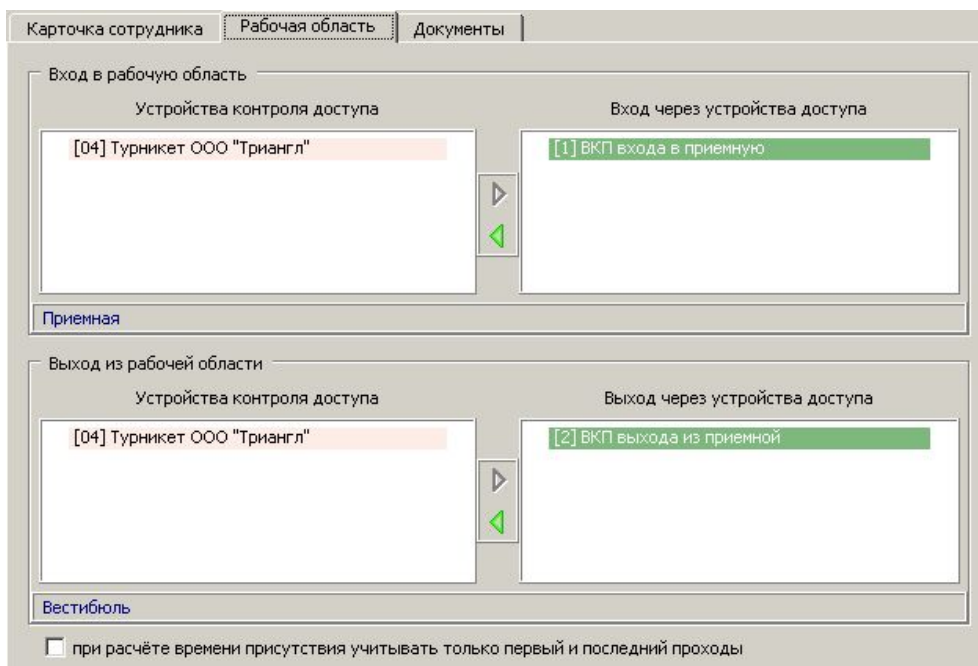 Карточка сотрудника Рабочая область Документы
Вход в рабочую область
Устройства контроля доступа Вход через устройства доступа
[04] Турникет ООО "Триангл" [1] ВКП входа в приемную
Приемная
Выход из рабочей области
Устройства контроля доступа Выход через устройства доступа
[04] Турникет ООО "Триангл" [2] ВКП выхода из приемной
Вестибюль
при расчёте времени присутствия учитывать только первый и последний проходы